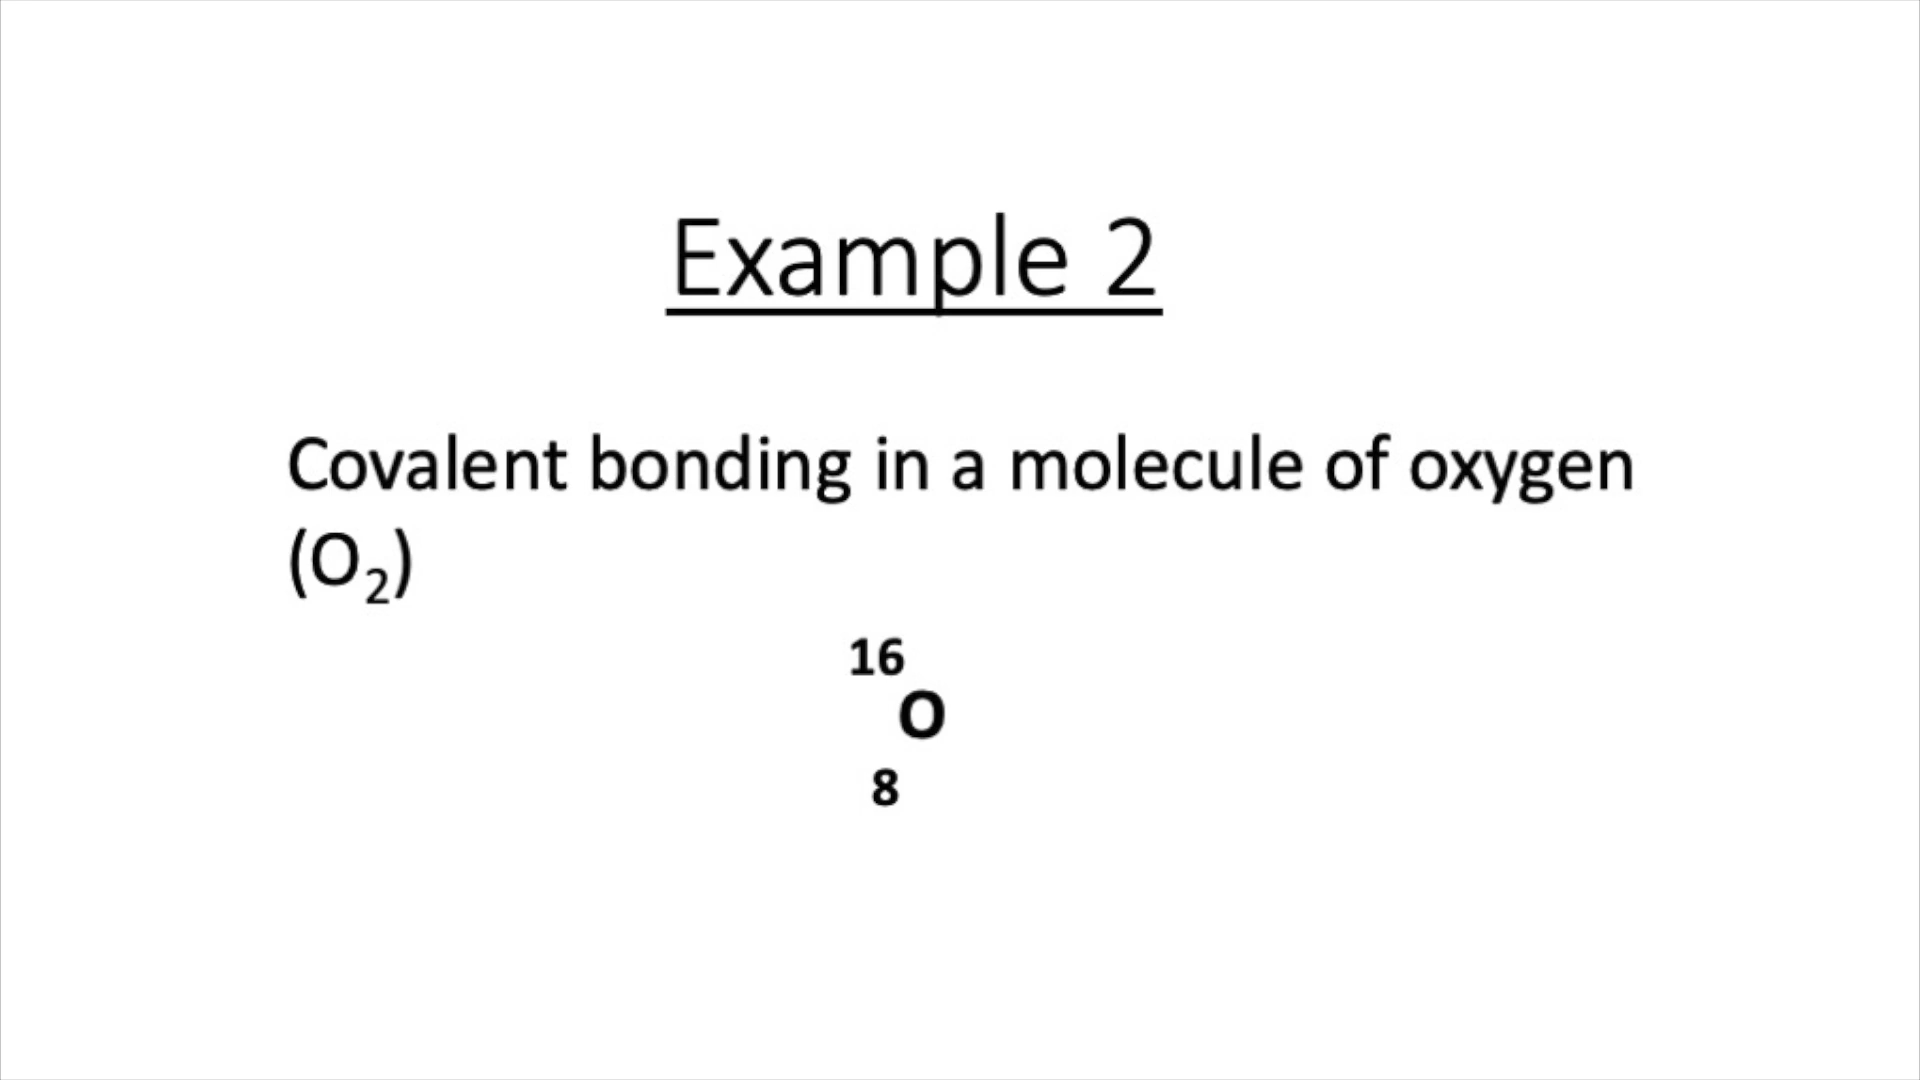 Example 2
Covalent bonding in a molecule of oxygen
(O₂)
16
O
8